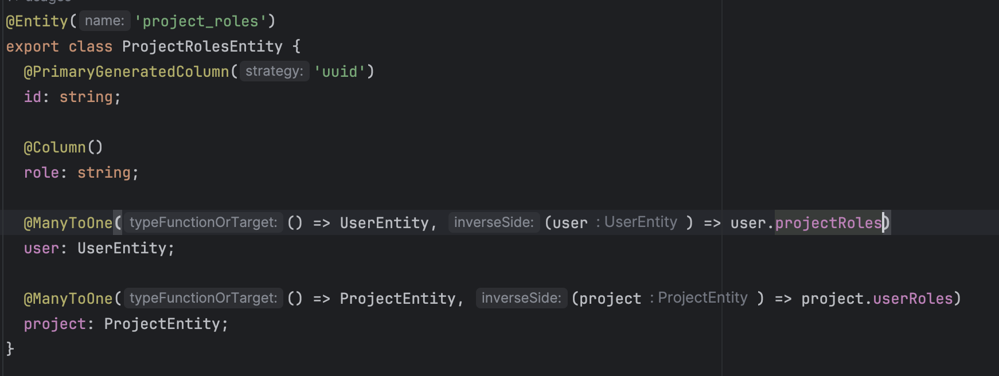 @Entity( name: 'project_roles')
export class ProjectRolesEntity {
@PrimaryGeneratedColumn( strategy: 'uuid')
id: string;
@Column()
role: string;
@ManyToOne( typeFunctionOrTarget: () => UserEntity, inverseSide: (user : UserEntity ) => user.projectRoles)
user: UserEntity;
@ManyToOne( typeFunctionOrTarget: () => ProjectEntity, inverseSide: (project : ProjectEntity ) => project.userRoles)
project: ProjectEntity;
}